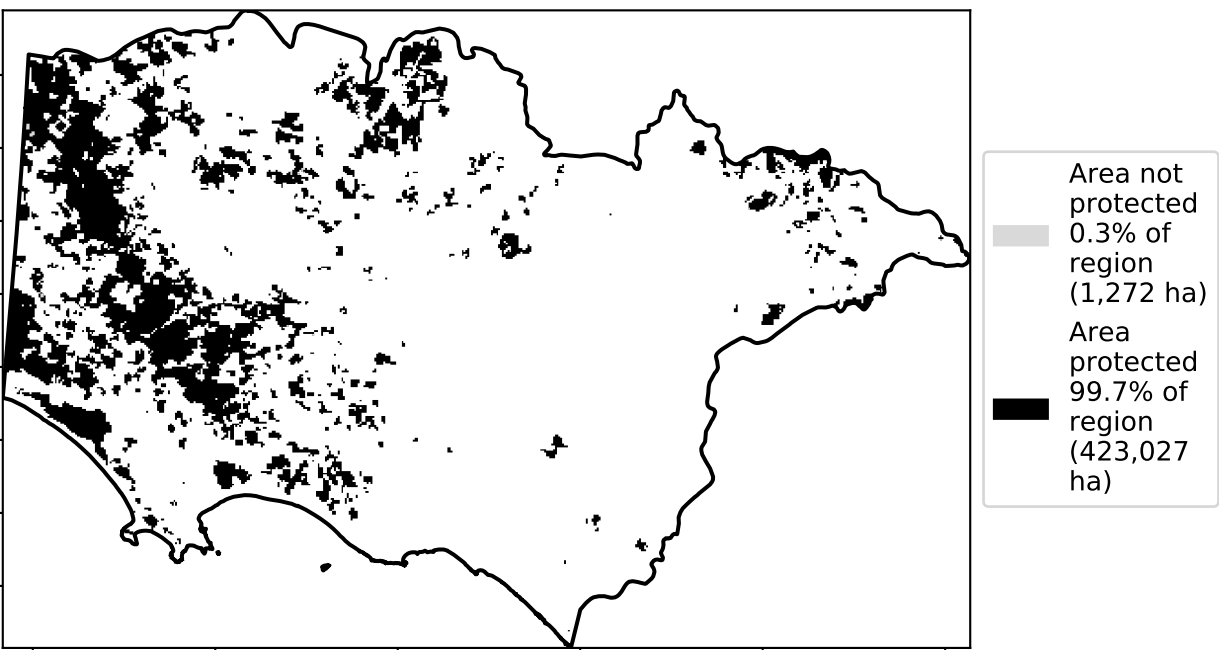 Area not
protected
0.3% of
region
(1,272 ha)
Area
protected
99.7% of
region
(423,027
ha)